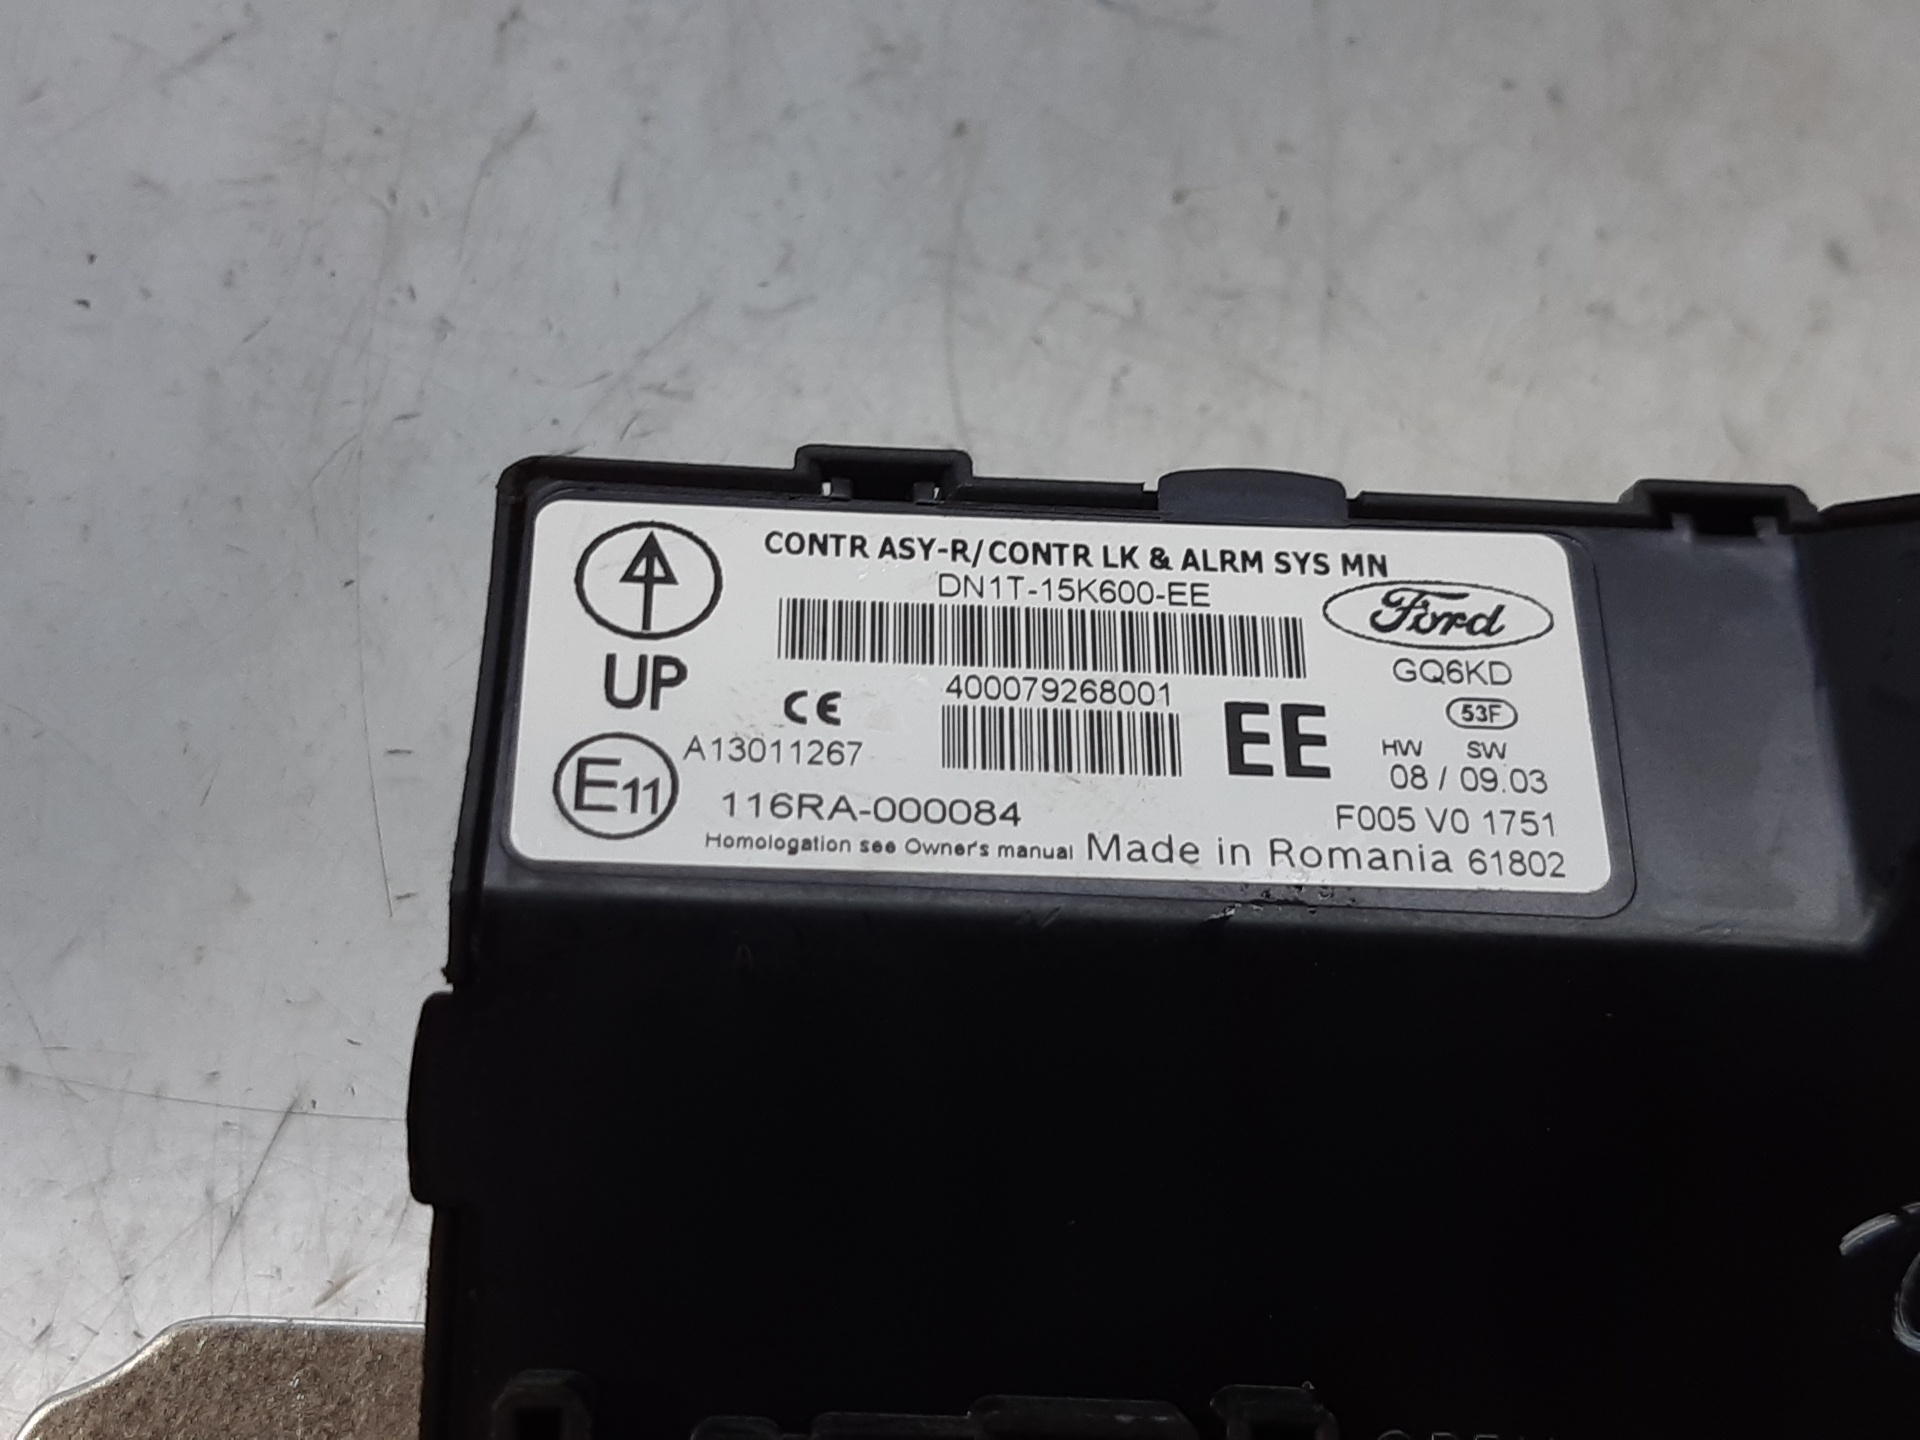 CONTR ASY-R/CONTR LK & ALRM SYS MN
DN1T-15K600-EE
Ford
UP
GQ6KD
400079268001
CE
EE
53F
A13011267
HW SW
08 / 09.03
E11
116RA-000084
F005 V0 1751
Homologation see Owner's manual Made in Romania 61802